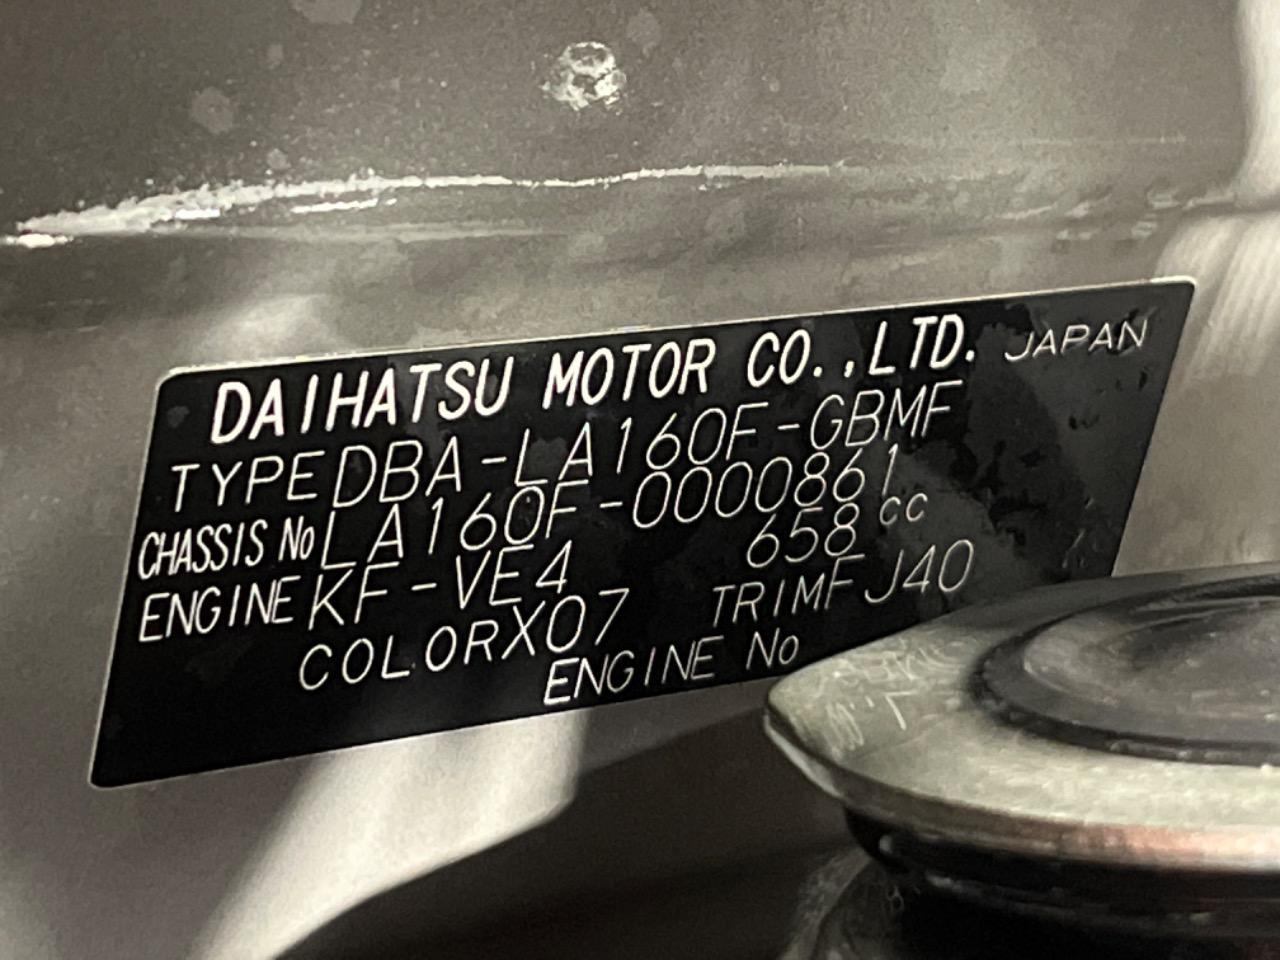 DAIHATSU MOTOR CO.,LTD. JAPAN
TYPE DBA-LA160F-GBMF
CHASSIS No LA160F-0000861
ENGINE KF-VE4 658 cc
COLOR X07 TRIM FJ40
ENGINE No